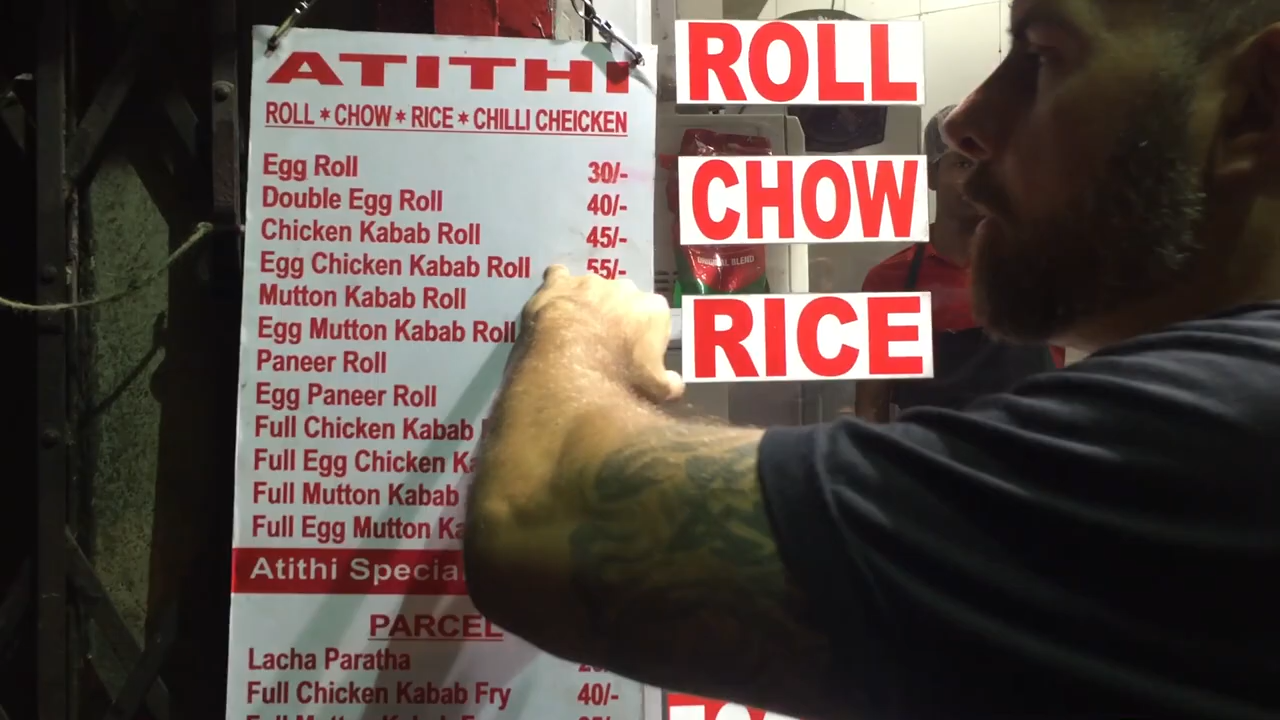 ATITHI
ROLL * CHOW * RICE * CHILLI CHEICKEN
Egg Roll 30/-
Double Egg Roll 40/-
Chicken Kabab Roll 45/-
Egg Chicken Kabab Roll 55/-
Mutton Kabab Roll
Egg Mutton Kabab Roll
Paneer Roll
Egg Paneer Roll
Full Chicken Kabab
Full Egg Chicken
Full Mutton Kabab
Full Egg Mutton
Atithi Special
PARCEL
Lacha Paratha
Full Chicken Kabab Fry 40/-
ROLL
CHOW
ORIGINAL BLEND
RICE